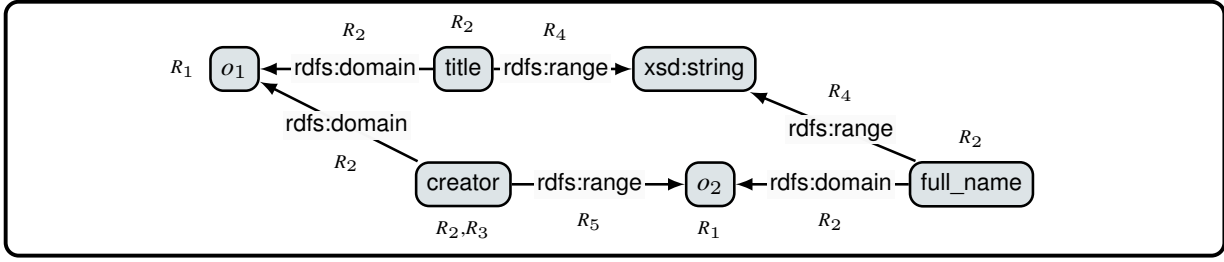 R₂ R₂ R₄
R₁ o₁ rdfs:domain title rdfs:range xsd:string
R₄
rdfs:domain rdfs:range
R₂ R₂
creator rdfs:range o₂ rdfs:domain full_name
R₂,R₃ R₅ R₁ R₂